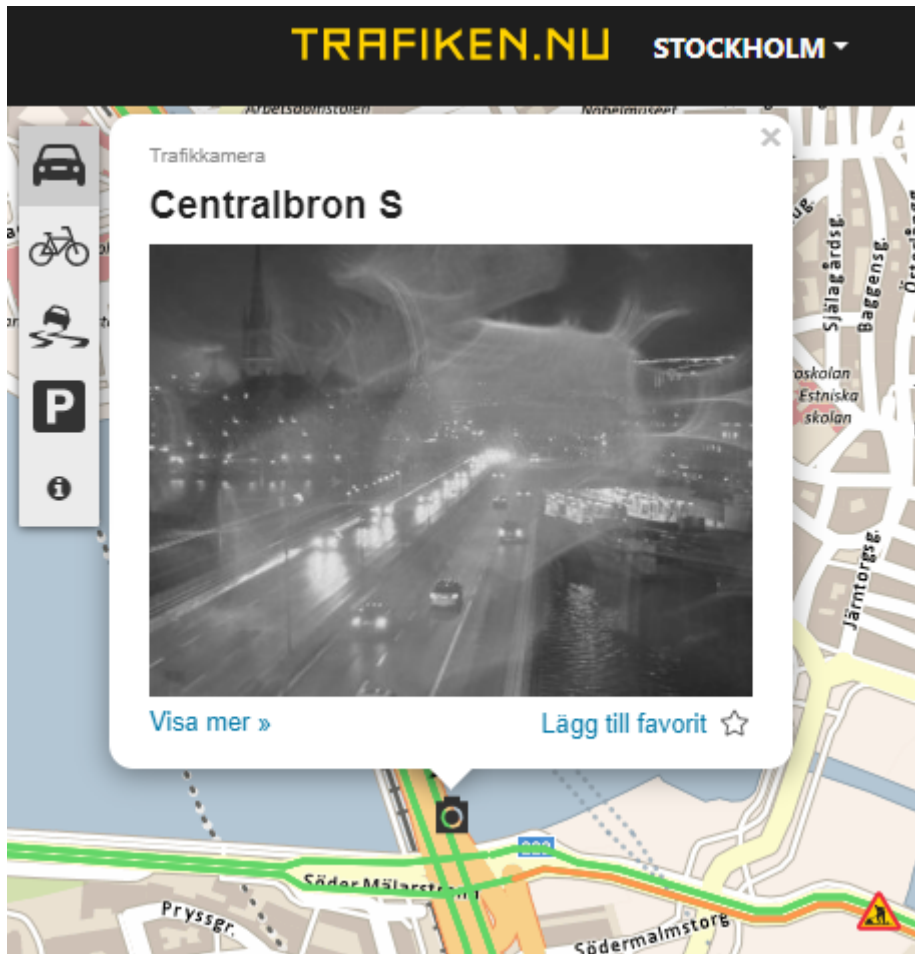 TRAFIKEN.NU STOCKHOLM
Nobelmuseet
Trafikkamera
Centralbron S
Själagårdsg.
Baggensg.
Estniska
skolan
P
Järntorgsg.
Visa mer »
Lägg till favorit
222
Söder Mälarstrand
Pryssgr.
Södermalmstorg